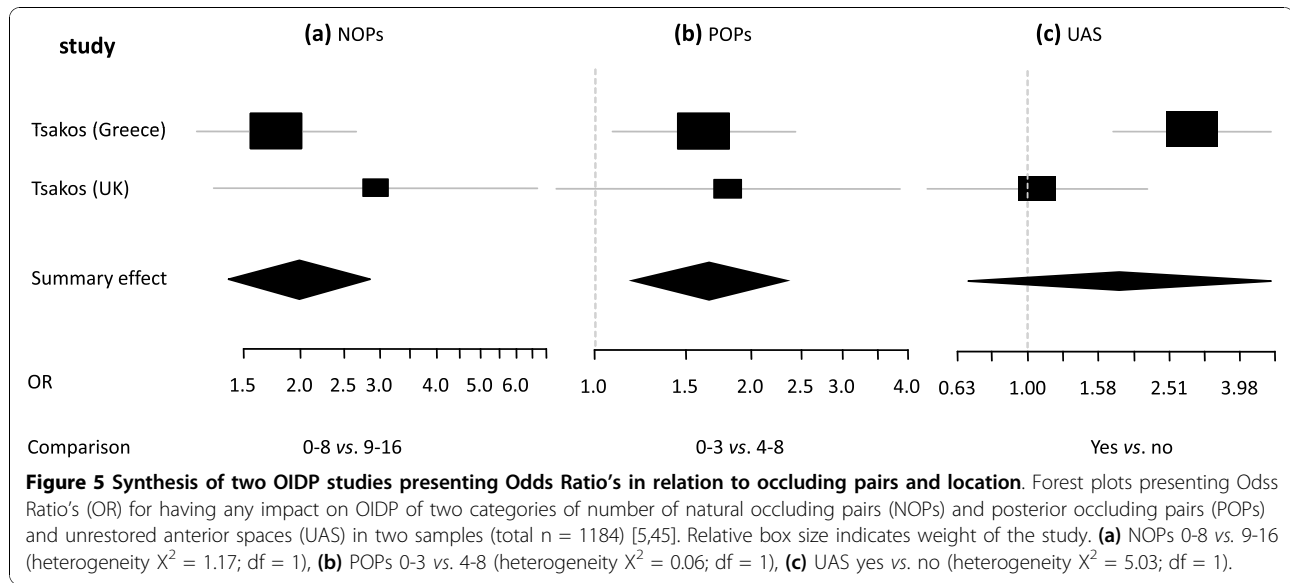 study (a) NOPs (b) POPs (c) UAS
Tsakos (Greece)
Tsakos (UK)
Summary effect
1.5 2.0 2.5 3.0 4.0 5.0 6.0 1.0 1.5 2.0 2.5 3.0 4.0 0.63 1.00 1.58 2.51 3.98
OR
Comparison 0-8 vs. 9-16 0-3 vs. 4-8 Yes vs. no
Figure 5 Synthesis of two OIDP studies presenting Odds Ratio's in relation to occluding pairs and location. Forest plots presenting Odss
Ratio's (OR) for having any impact on OIDP of two categories of number of natural occluding pairs (NOPs) and posterior occluding pairs (POPs)
and unrestored anterior spaces (UAS) in two samples (total n = 1184) [5,45]. Relative box size indicates weight of the study. (a) NOPs 0-8 vs. 9-16
(heterogeneity X² = 1.17; df = 1), (b) POPs 0-3 vs. 4-8 (heterogeneity X² = 0.06; df = 1), (c) UAS yes vs. no (heterogeneity X² = 5.03; df = 1).